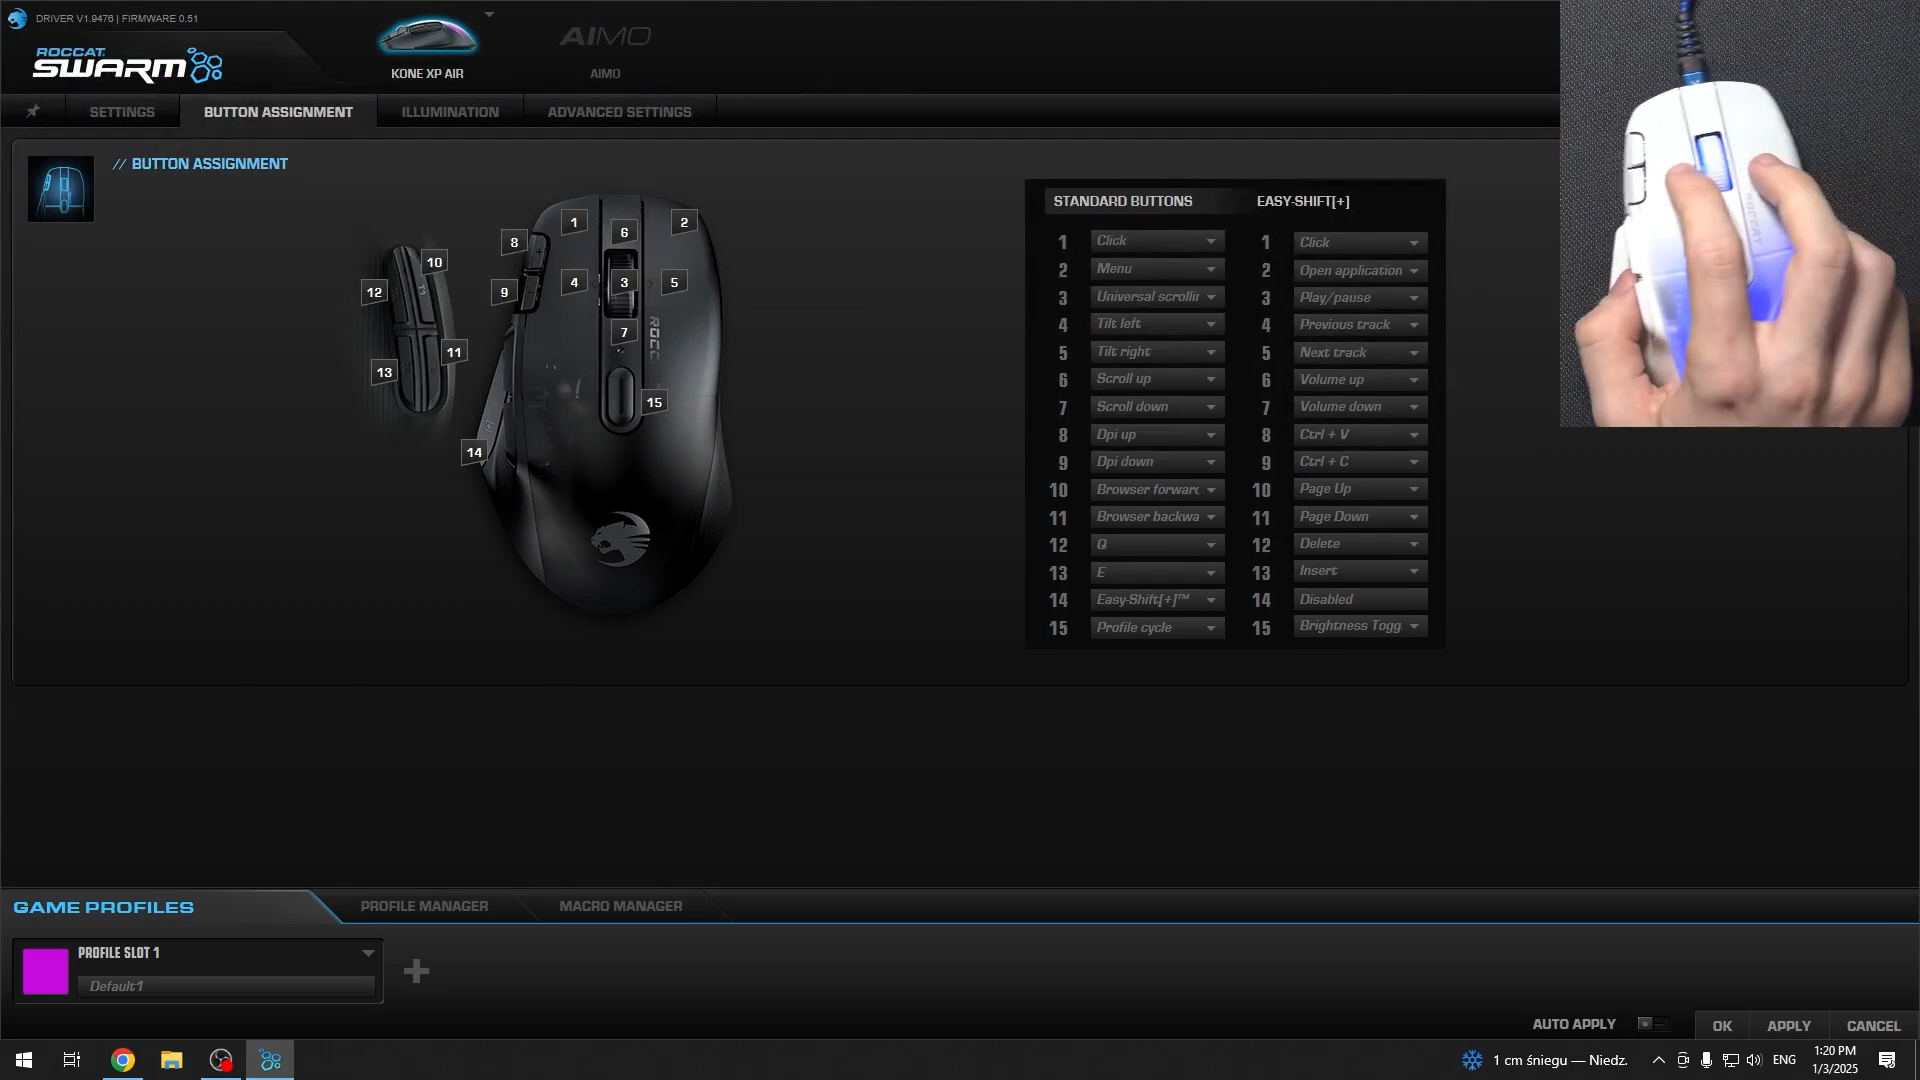 DRIVER V1.9476 | FIRMWARE 0.51
ROCCAT
SWARM
KONE XP AIR
AIMO
AIMO
SETTINGS
BUTTON ASSIGNMENT
ILLUMINATION
ADVANCED SETTINGS
// BUTTON ASSIGNMENT
1
2
6
8
10
4
3
5
12
9
7
11
13
15
14
ROCC
STANDARD BUTTONS
EASY-SHIFT[+]
1 Click 1 Click
2 Menu 2 Open application
3 Universal scrollin 3 Play/pause
4 Tilt left 4 Previous track
5 Tilt right 5 Next track
6 Scroll up 6 Volume up
7 Scroll down 7 Volume down
8 Dpi up 8 Ctrl + V
9 Dpi down 9 Ctrl + C
10 Browser forward 10 Page Up
11 Browser backwa 11 Page Down
12 Q 12 Delete
13 E 13 Insert
14 Easy-Shift[+]™ 14 Disabled
15 Profile cycle 15 Brightness Togg
ROCCAT
GAME PROFILES
PROFILE MANAGER
MACRO MANAGER
PROFILE SLOT 1
Default1
AUTO APPLY
OK
APPLY
CANCEL
1 cm śniegu — Niedz.
ENG
1:20 PM
1/3/2025